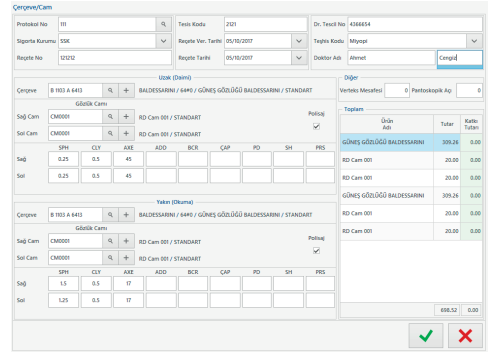 Çerçeve/Cam
Protokol No 111 Tesis Kodu 2121 Dr. Tescil No 4366654
Sigorta Kurumu SSK Reçete Ver. Tarihi 05/10/2017 Teşhis Kodu Miyopi
Reçete No 121212 Reçete Tarihi 05/10/2017 Doktor Adı Ahmet Cengiz
Uzak (Daimi)
Çerçeve B 1103 A 6413 + BALDESSARINI / 64#0 / GÜNEŞ GÖZLÜĞÜ BALDESSARINI / STANDART
Gözlük Camı
Sağ Cam CM0001 + RD Cam 001 / STANDART Polisaj
Sol Cam CM0001 + RD Cam 001 / STANDART
SPH CLY AXE ADD BCR ÇAP PD SH PRS
Sağ 0.25 0.5 45
Sol 0.25 0.5 45
Yakın (Okuma)
Çerçeve B 1103 A 6413 + BALDESSARINI / 64#0 / GÜNEŞ GÖZLÜĞÜ BALDESSARINI / STANDART
Gözlük Camı
Sağ Cam CM0001 + RD Cam 001 / STANDART Polisaj
Sol Cam CM0001 + RD Cam 001 / STANDART
SPH CLY AXE ADD BCR ÇAP PD SH PRS
Sağ 1.5 0.5 17
Sol 1.25 0.5 17
Diğer
Verteks Mesafesi 0 Pantoskopik Açı 0
Toplam
Ürün Adı Tutar Katkı Tutarı
GÜNEŞ GÖZLÜĞÜ BALDESSARINI 309.26 0.00
RD Cam 001 20.00 0.00
RD Cam 001 20.00 0.00
GÜNEŞ GÖZLÜĞÜ BALDESSARINI 309.26 0.00
RD Cam 001 20.00 0.00
RD Cam 001 20.00 0.00
698.52 0.00